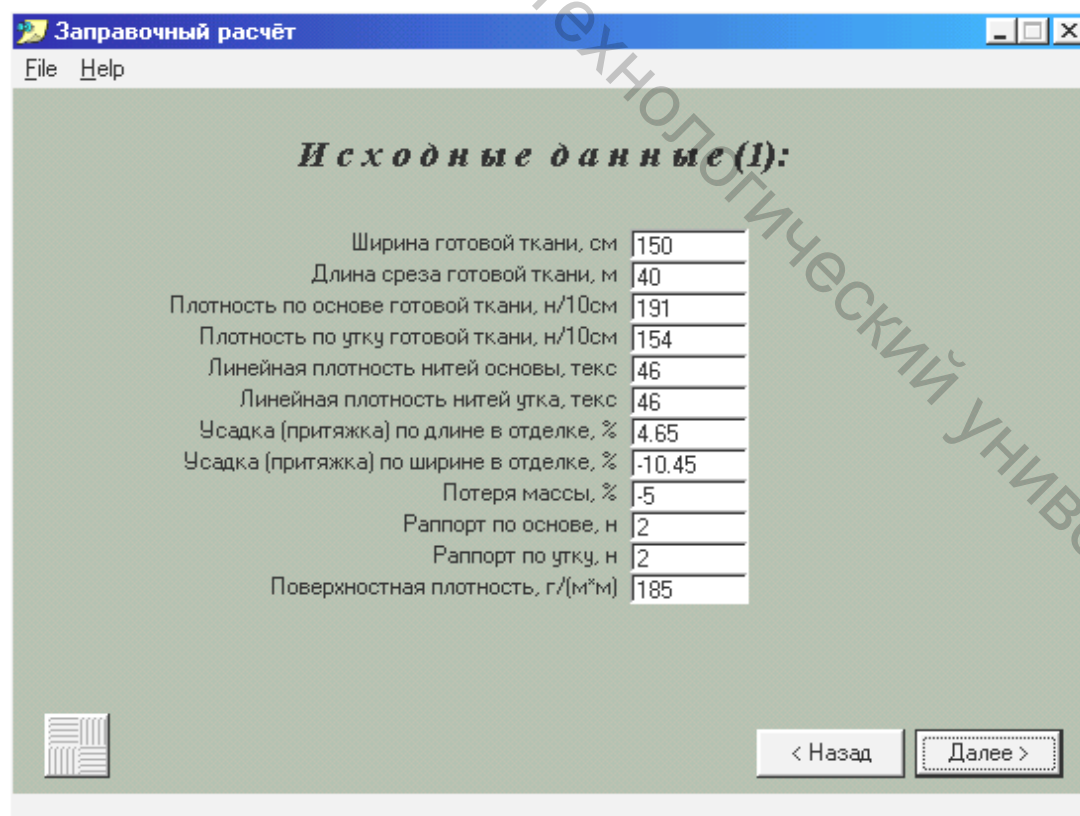 Заправочный расчёт
File Help
Исходные данные(1):
Ширина готовой ткани, см 150
Длина среза готовой ткани, м 40
Плотность по основе готовой ткани, н/10см 191
Плотность по утку готовой ткани, н/10см 154
Линейная плотность нитей основы, текс 46
Линейная плотность нитей утка, текс 46
Усадка (притяжка) по длине в отделке, % 4.65
Усадка (притяжка) по ширине в отделке, % -10.45
Потеря массы, % -5
Раппорт по основе, н 2
Раппорт по утку, н 2
Поверхностная плотность, г/(м*м) 185
< Назад Далее >
технологический униве